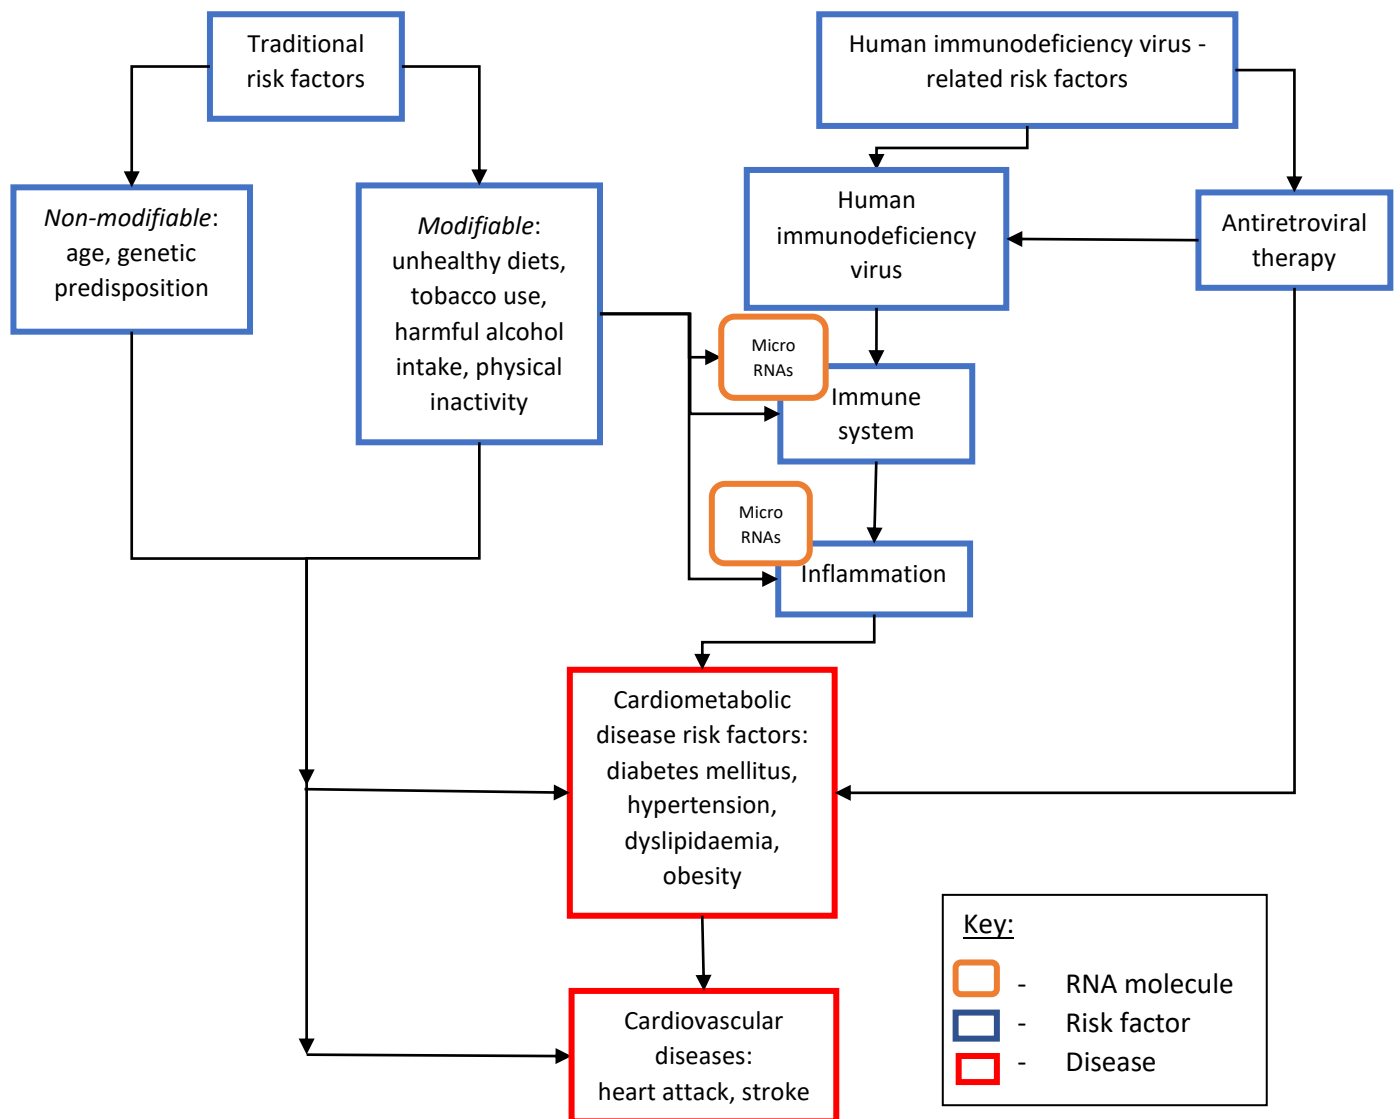 Traditional
risk factors
Human immunodeficiency virus -
related risk factors
Non-modifiable:
age, genetic
predisposition
Modifiable:
unhealthy diets,
tobacco use,
harmful alcohol
intake, physical
inactivity
Human
immunodeficiency
virus
Antiretroviral
therapy
Micro
RNAs
Immune
system
Micro
RNAs
Inflammation
Cardiometabolic
disease risk factors:
diabetes mellitus,
hypertension,
dyslipidaemia,
obesity
Cardiovascular
diseases:
heart attack, stroke
Key:
- RNA molecule
- Risk factor
- Disease